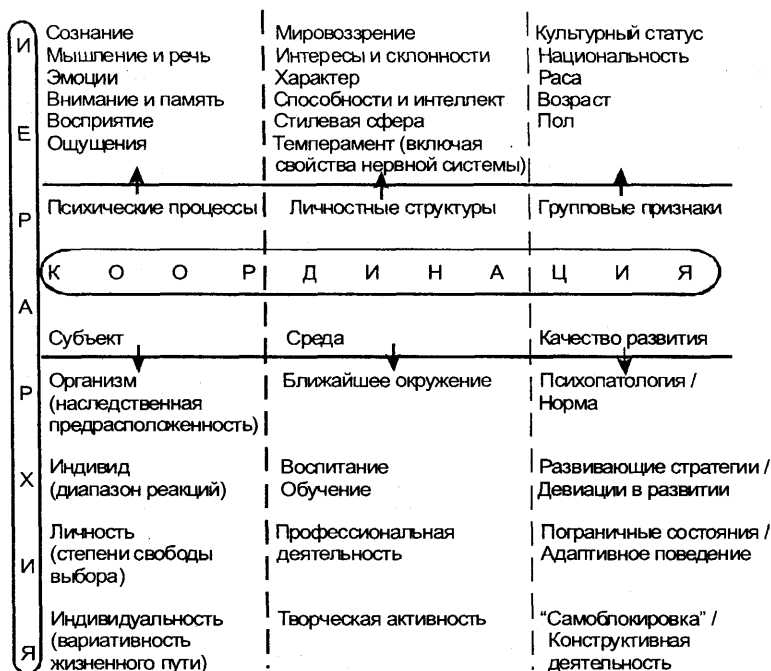 ИЕРАРХИЯ
Сознание
Мышление и речь
Эмоции
Внимание и память
Восприятие
Ощущения
Мировоззрение
Интересы и склонности
Характер
Способности и интеллект
Стилевая сфера
Темперамент (включая
свойства нервной системы)
Культурный статус
Национальность
Раса
Возраст
Пол
Психические процессы
Личностные структуры
Групповые признаки
КООРДИНАЦИЯ
Субъект
Среда
Качество развития
Организм
(наследственная
предрасположенность)
Ближайшее окружение
Психопатология /
Норма
Индивид
(диапазон реакций)
Воспитание
Обучение
Развивающие стратегии /
Девиации в развитии
Личность
(степени свободы
выбора)
Профессиональная
деятельность
Пограничные состояния /
Адаптивное поведение
Индивидуальность
(вариативность
жизненного пути)
Творческая активность
"Самоблокировка" /
Конструктивная
деятельность